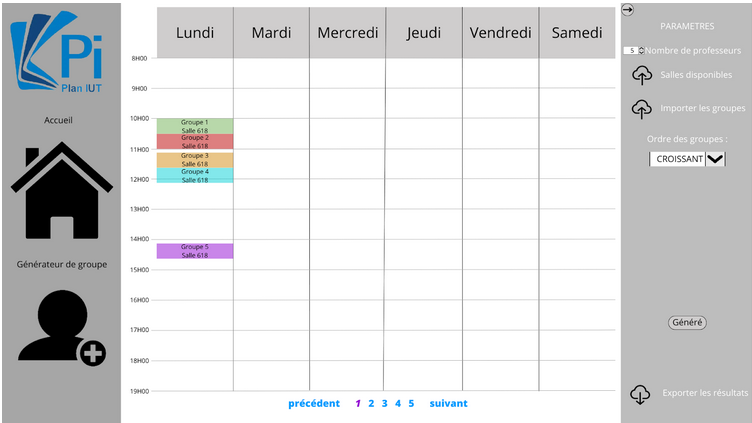 Pi
Plan IUT
Accueil
Générateur de groupe
Lundi Mardi Mercredi Jeudi Vendredi Samedi
8H00
9H00
10H00
Groupe 1
Salle 618
Groupe 2
Salle 618
11H00
Groupe 3
Salle 618
Groupe 4
Salle 618
12H00
13H00
14H00
Groupe 5
Salle 618
15H00
16H00
17H00
18H00
19H00
précédent 1 2 3 4 5 suivant
PARAMETRES
5 Nombre de professeurs
Salles disponibles
Importer les groupes
Ordre des groupes :
CROISSANT
Généré
Exporter les résultats